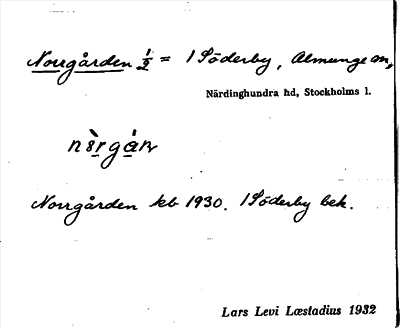 Norrgården ½ = 1 Söderby, Almunge sn,
Närdinghundra hd, Stockholms l.
Norrgården kb 1930. 1 Söderby bek.
Lars Levi Læstadius 1932